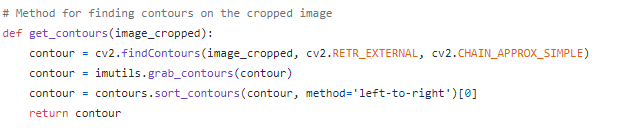 # Method for finding contours on the cropped image
def get_contours(image_cropped):
    contour = cv2.findContours(image_cropped, cv2.RETR_EXTERNAL, cv2.CHAIN_APPROX_SIMPLE)
    contour = imutils.grab_contours(contour)
    contour = contours.sort_contours(contour, method='left-to-right')[0]
    return contour